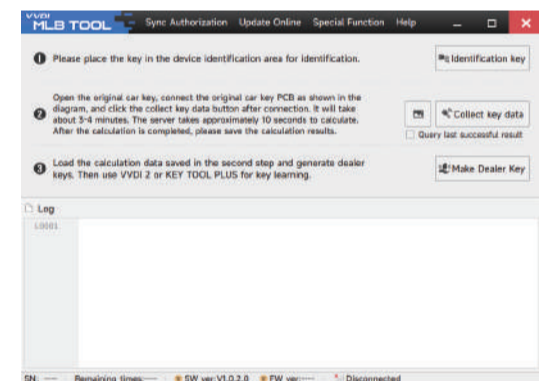 VVDI
MLB TOOL Sync Authorization Update Online Special Function Help
1 Please place the key in the device identification area for identification. Identification key
Open the original car key, connect the original car key PCB as shown in the
diagram, and click the collect key data button after connection. It will take
2 about 3-4 minutes. The server takes approximately 10 seconds to calculate. Collect key data
After the calculation is completed, please save the calculation results. Query last successful result
3 Load the calculation data saved in the second step and generate dealer
keys. Then use VVDI 2 or KEY TOOL PLUS for key learning. Make Dealer Key
Log
L0001
SN: ---- Remaining times:---- SW ver:V1.0.2.0 FW ver:---- Disconnected